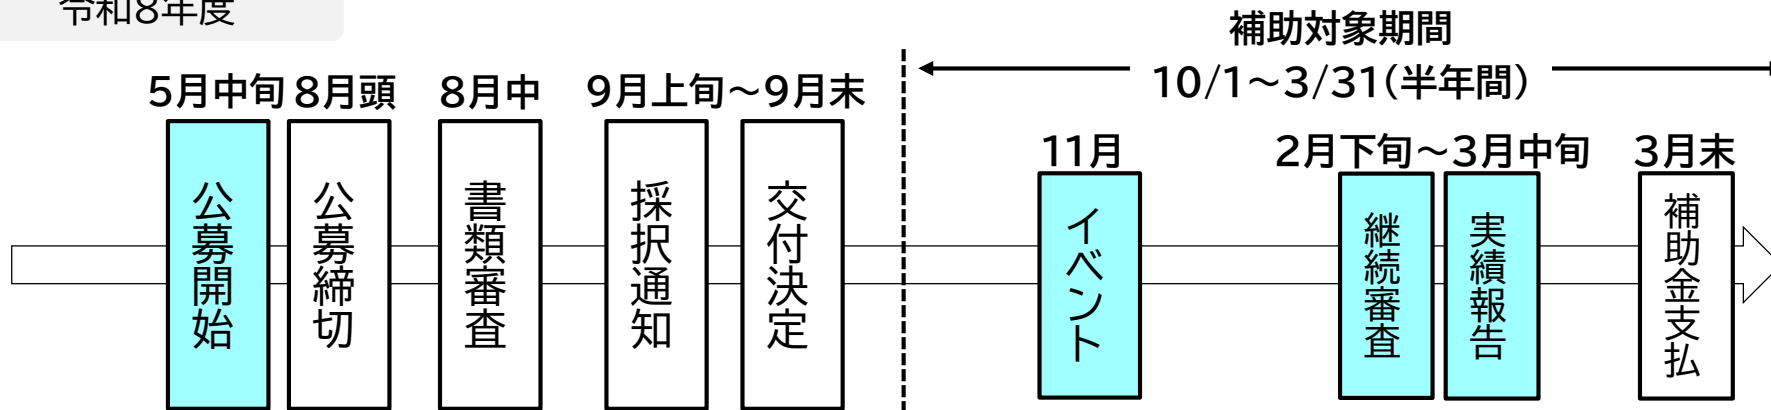 令和8年度
補助対象期間
10/1～3/31(半年間)
5月中旬
8月頭
8月中
9月上旬～9月末
11月
2月下旬～3月中旬
3月末
公募開始
公募締切
書類審査
採択通知
交付決定
イベント
継続審査
実績報告
補助金支払